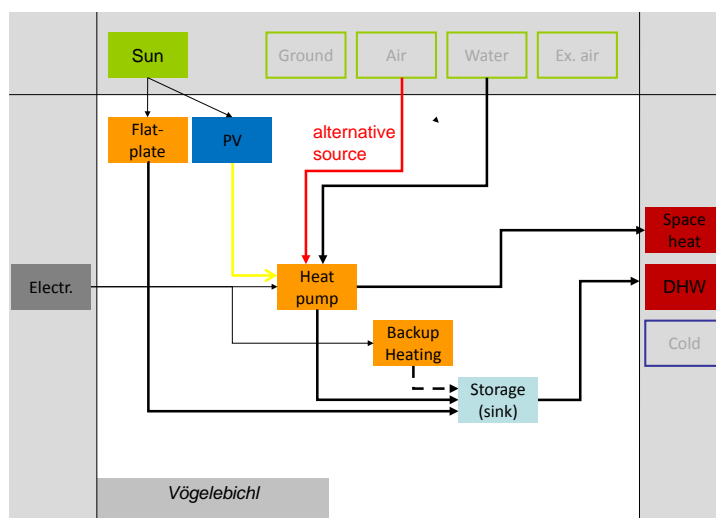 Sun
Ground
Air
Water
Ex. air
Flat-
plate
PV
alternative
source
Space
heat
Electr.
Heat
pump
DHW
Backup
Heating
Cold
Storage
(sink)
Vögelebichl